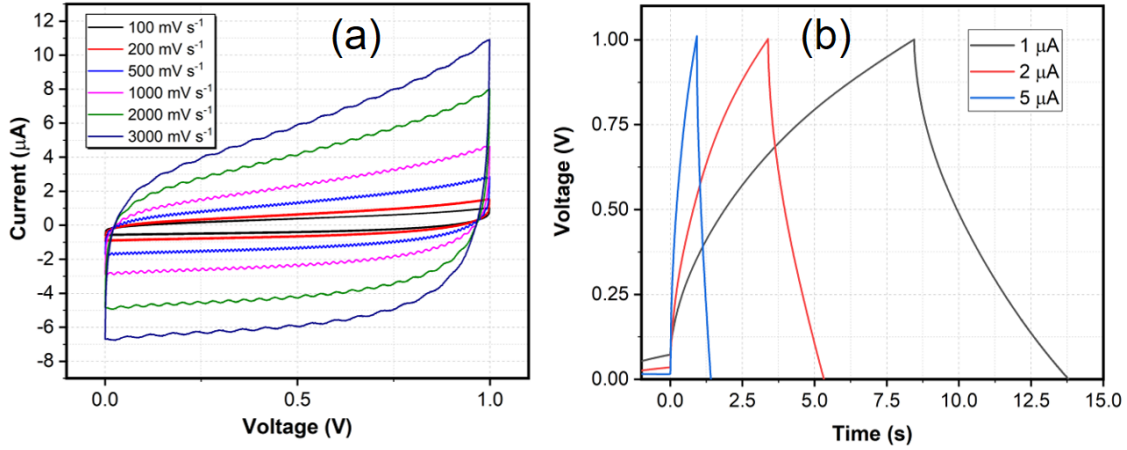 (a)
100 mV s⁻¹
200 mV s⁻¹
500 mV s⁻¹
1000 mV s⁻¹
2000 mV s⁻¹
3000 mV s⁻¹
12
10
8
6
4
2
0
-2
-4
-6
-8
Current (μA)
0.0 0.5 1.0
Voltage (V)
(b)
1 μA
2 μA
5 μA
1.00
0.75
0.50
0.25
0.00
Voltage (V)
0.0 2.5 5.0 7.5 10.0 12.5 15.0
Time (s)